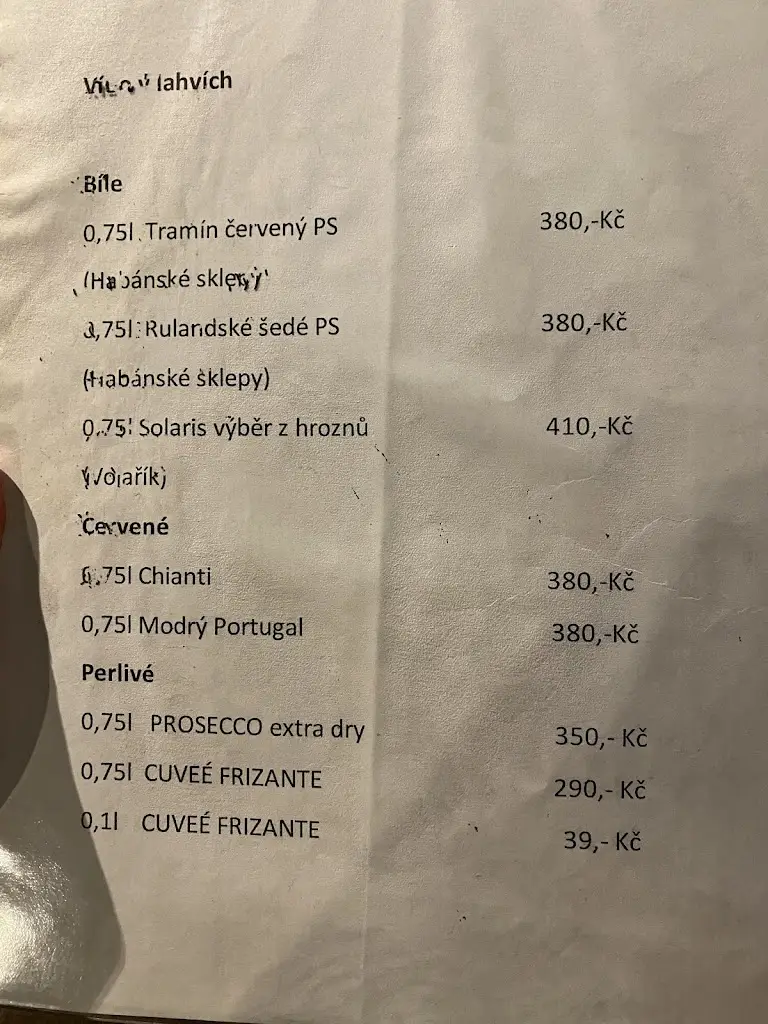 Víno v lahvích
Bíle
0,75l Tramín červený PS 380,-Kč
(Habánské sklepy)
0,75l Rulandské šedé PS 380,-Kč
(Habánské sklepy)
0,75l Solaris výběr z hroznů 410,-Kč
(Volařík)
Červené
0,75l Chianti 380,-Kč
0,75l Modrý Portugal 380,-Kč
Perlivé
0,75l PROSECCO extra dry 350,- Kč
0,75l CUVEÉ FRIZANTE 290,- Kč
0,1l CUVEÉ FRIZANTE 39,- Kč